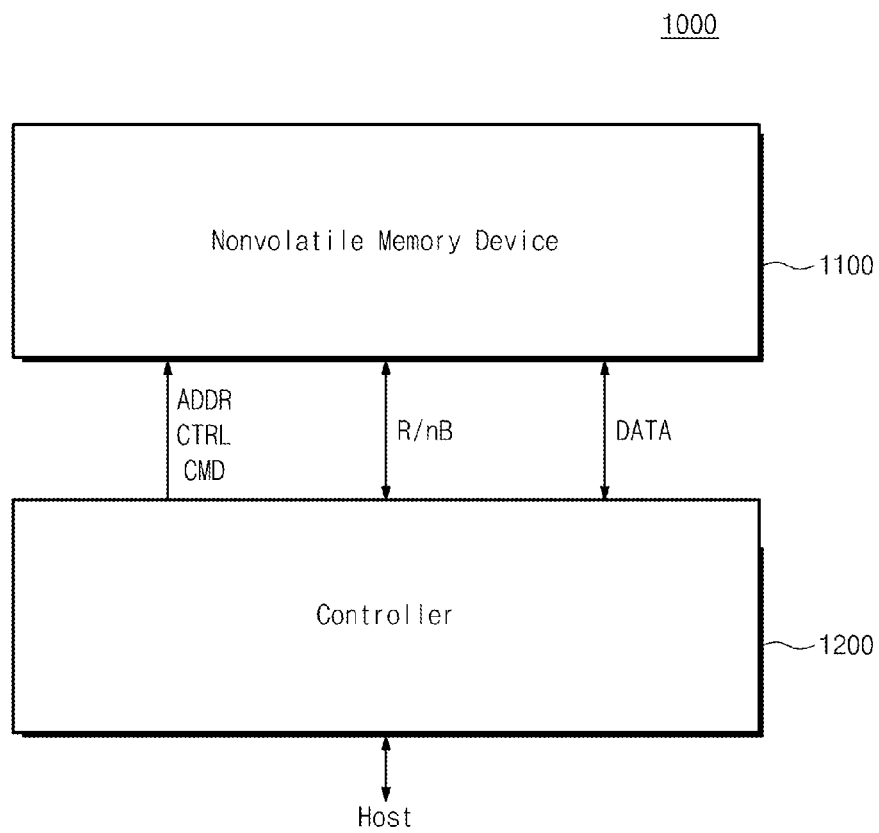 1000
Nonvolatile Memory Device
1100
ADDR
CTRL
CMD
R/nB
DATA
Controller
1200
Host